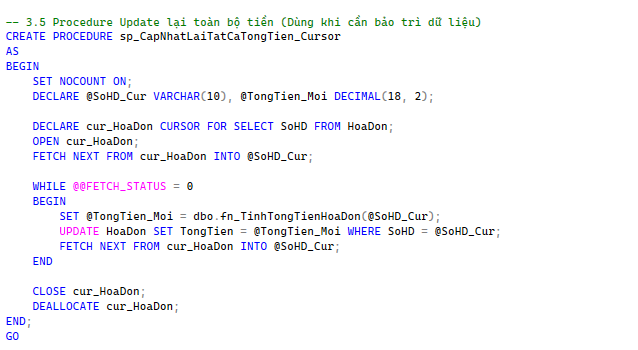 -- 3.5 Procedure Update lại toàn bộ tiền (Dùng khi cần bảo trì dữ liệu)
CREATE PROCEDURE sp_CapNhatLaiTatCaTongTien_Cursor
AS
BEGIN
    SET NOCOUNT ON;
    DECLARE @SoHD_Cur VARCHAR(10), @TongTien_Moi DECIMAL(18, 2);

    DECLARE cur_HoaDon CURSOR FOR SELECT SoHD FROM HoaDon;
    OPEN cur_HoaDon;
    FETCH NEXT FROM cur_HoaDon INTO @SoHD_Cur;

    WHILE @@FETCH_STATUS = 0
    BEGIN
        SET @TongTien_Moi = dbo.fn_TinhTongTienHoaDon(@SoHD_Cur);
        UPDATE HoaDon SET TongTien = @TongTien_Moi WHERE SoHD = @SoHD_Cur;
        FETCH NEXT FROM cur_HoaDon INTO @SoHD_Cur;
    END

    CLOSE cur_HoaDon;
    DEALLOCATE cur_HoaDon;
END;
GO